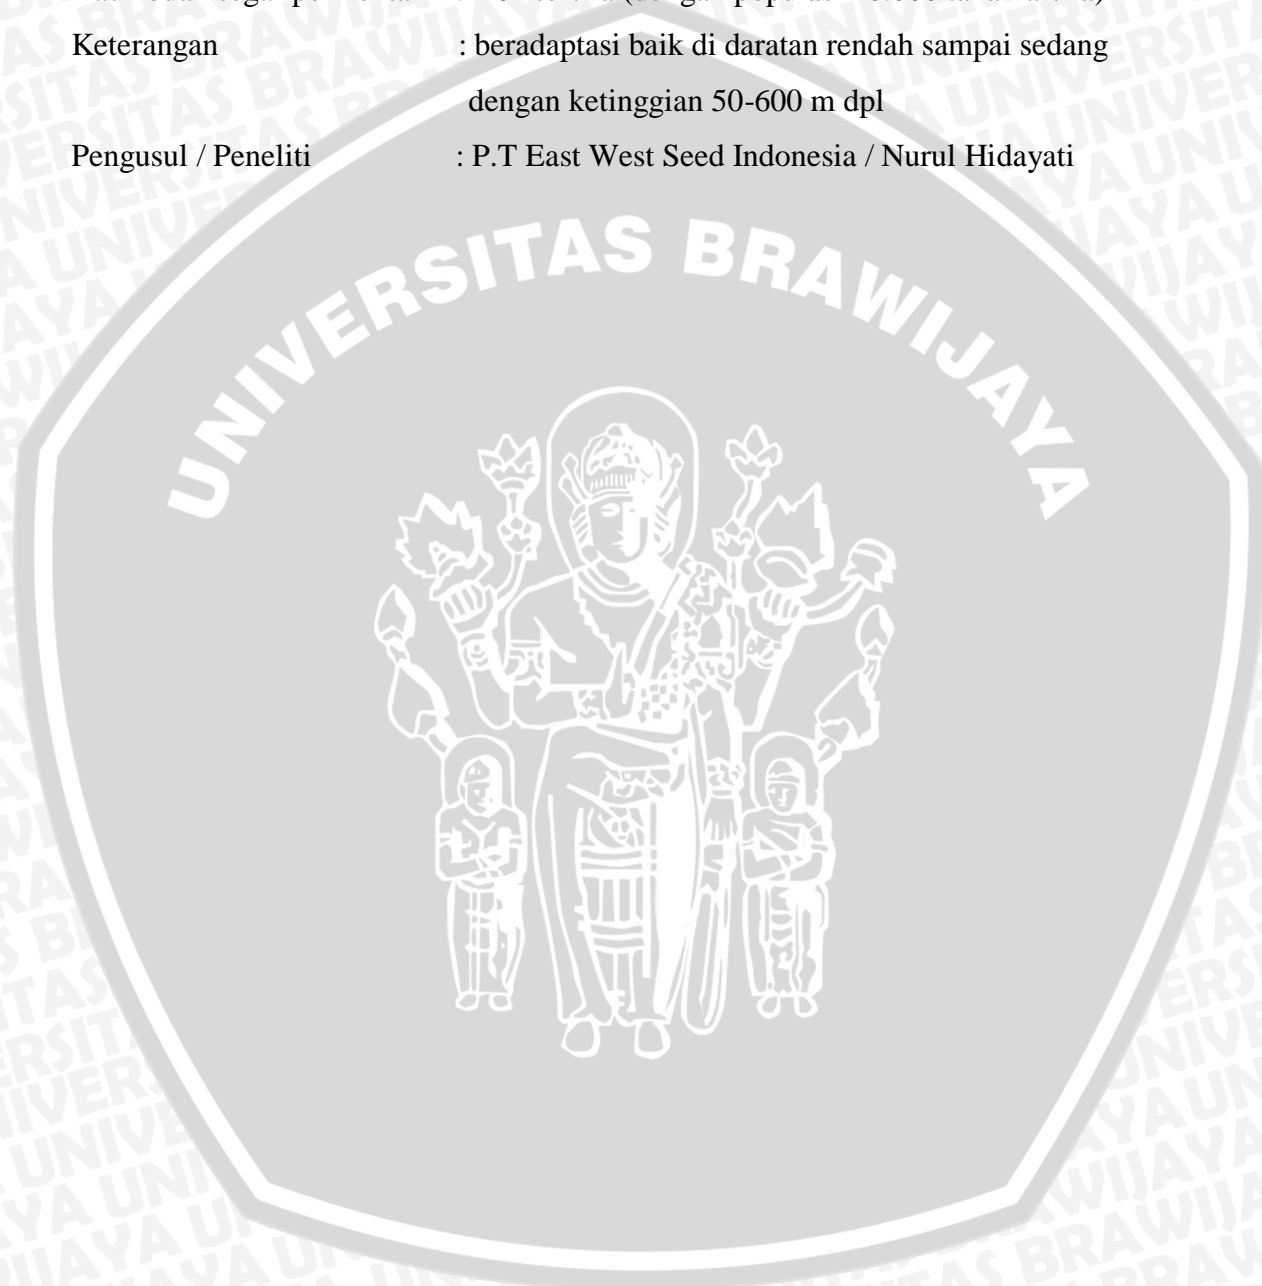 Keterangan : beradaptasi baik di daratan rendah sampai sedang
dengan ketinggian 50-600 m dpl
Pengusul / Peneliti : P.T East West Seed Indonesia / Nurul Hidayati
UNIVERSITAS BRAWIJAYA